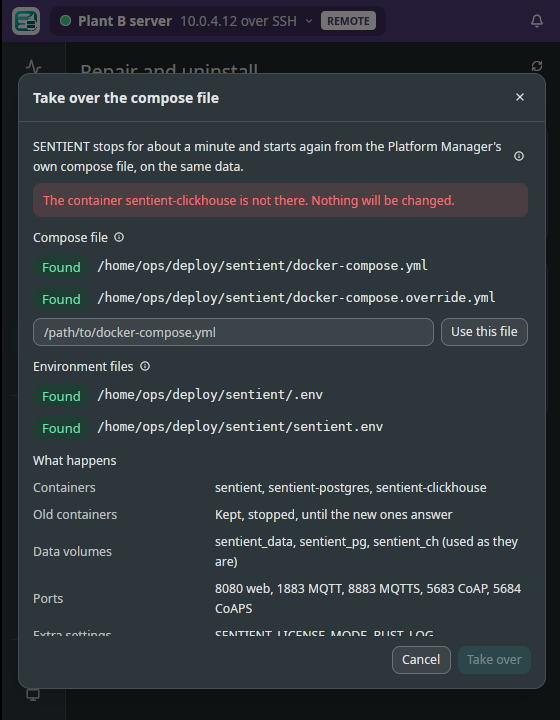 Plant B server 10.0.4.12 over SSH REMOTE
Repair and uninstall
Take over the compose file
SENTIENT stops for about a minute and starts again from the Platform Manager's
own compose file, on the same data.
The container sentient-clickhouse is not there. Nothing will be changed.
Compose file
Found /home/ops/deploy/sentient/docker-compose.yml
Found /home/ops/deploy/sentient/docker-compose.override.yml
/path/to/docker-compose.yml Use this file
Environment files
Found /home/ops/deploy/sentient/.env
Found /home/ops/deploy/sentient/sentient.env
What happens
Containers sentient, sentient-postgres, sentient-clickhouse
Old containers Kept, stopped, until the new ones answer
Data volumes sentient_data, sentient_pg, sentient_ch (used as they
are)
Ports 8080 web, 1883 MQTT, 8883 MQTTS, 5683 CoAP, 5684
CoAPS
Extra settings SENTIENT_LICENSE_MODE, RUST_LOG
Cancel Take over